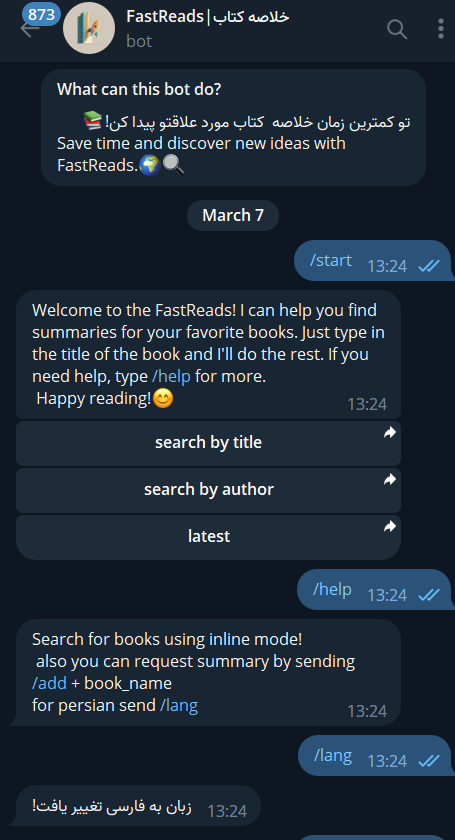 873
FastReads|خلاصه کتاب
bot
What can this bot do?
تو کمترین زمان خلاصه کتاب مورد علاقتو پیدا کن!📚
Save time and discover new ideas with
FastReads.🌍🔍
March 7
/start 13:24
Welcome to the FastReads! I can help you find
summaries for your favorite books. Just type in
the title of the book and I'll do the rest. If you
need help, type /help for more.
Happy reading!😊 13:24
search by title
search by author
latest
/help 13:24
Search for books using inline mode!
also you can request summary by sending
/add + book_name
for persian send /lang 13:24
/lang 13:24
زبان به فارسی تغییر یافت! 13:24